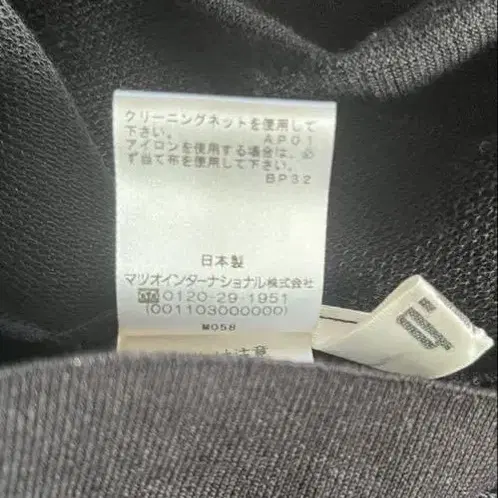 クリーニングネットを使用して
下さい。 AP01
アイロンを使用する場合は、必
ず当て布を使用して下さい。
BP32
日本製
マツオインターナショナル株式会社
0120-29-1951
(001103000000)
M058
注意